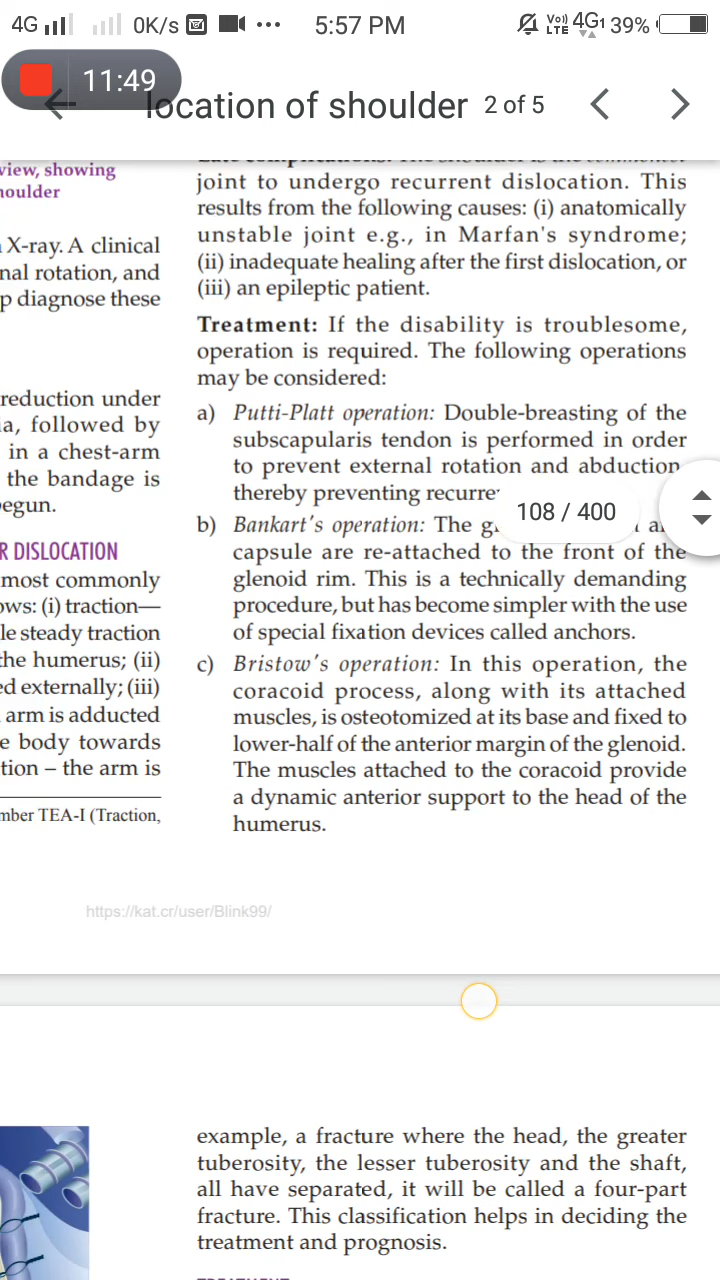 4G 0K/s 5:57 PM VoLTE 4G 39%
11:49
location of shoulder 2 of 5
view, showing
houlder
X-ray. A clinical
nal rotation, and
p diagnose these
reduction under
ia, followed by
in a chest-arm
the bandage is
egun.
R DISLOCATION
most commonly
ows: (i) traction—
le steady traction
the humerus; (ii)
ed externally; (iii)
arm is adducted
e body towards
tion – the arm is
mber TEA-I (Traction,
joint to undergo recurrent dislocation. This
results from the following causes: (i) anatomically
unstable joint e.g., in Marfan's syndrome;
(ii) inadequate healing after the first dislocation, or
(iii) an epileptic patient.
Treatment: If the disability is troublesome,
operation is required. The following operations
may be considered:
a) Putti-Platt operation: Double-breasting of the
subscapularis tendon is performed in order
to prevent external rotation and abduction
thereby preventing recurre
108 / 400
b) Bankart's operation: The g
capsule are re-attached to the front of the
glenoid rim. This is a technically demanding
procedure, but has become simpler with the use
of special fixation devices called anchors.
c) Bristow's operation: In this operation, the
coracoid process, along with its attached
muscles, is osteotomized at its base and fixed to
lower-half of the anterior margin of the glenoid.
The muscles attached to the coracoid provide
a dynamic anterior support to the head of the
humerus.
https://kat.cr/user/Blink99/
example, a fracture where the head, the greater
tuberosity, the lesser tuberosity and the shaft,
all have separated, it will be called a four-part
fracture. This classification helps in deciding the
treatment and prognosis.